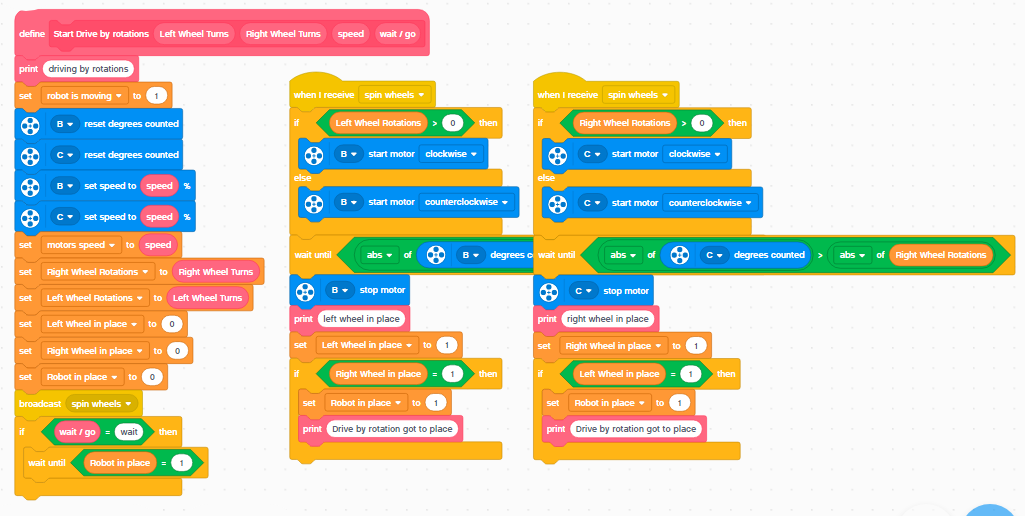 define Start Drive by rotations Left Wheel Turns Right Wheel Turns speed wait / go
print driving by rotations
set robot is moving to 1
B reset degrees counted
C reset degrees counted
B set speed to speed %
C set speed to speed %
set motors speed to speed
set Right Wheel Rotations to Right Wheel Turns
set Left Wheel Rotations to Left Wheel Turns
set Left Wheel in place to 0
set Right Wheel in place to 0
set Robot in place to 0
broadcast spin wheels
if wait / go = wait then
wait until Robot in place = 1
when I receive spin wheels
if Left Wheel Rotations > 0 then
B start motor clockwise
else
B start motor counterclockwise
wait until abs of B degrees
B stop motor
print left wheel in place
set Left Wheel in place to 1
if Right Wheel in place = 1 then
set Robot in place to 1
print Drive by rotation got to place
when I receive spin wheels
if Right Wheel Rotations > 0 then
C start motor clockwise
else
C start motor counterclockwise
wait until abs of C degrees counted > abs of Right Wheel Rotations
C stop motor
print right wheel in place
set Right Wheel in place to 1
if Left Wheel in place = 1 then
set Robot in place to 1
print Drive by rotation got to place